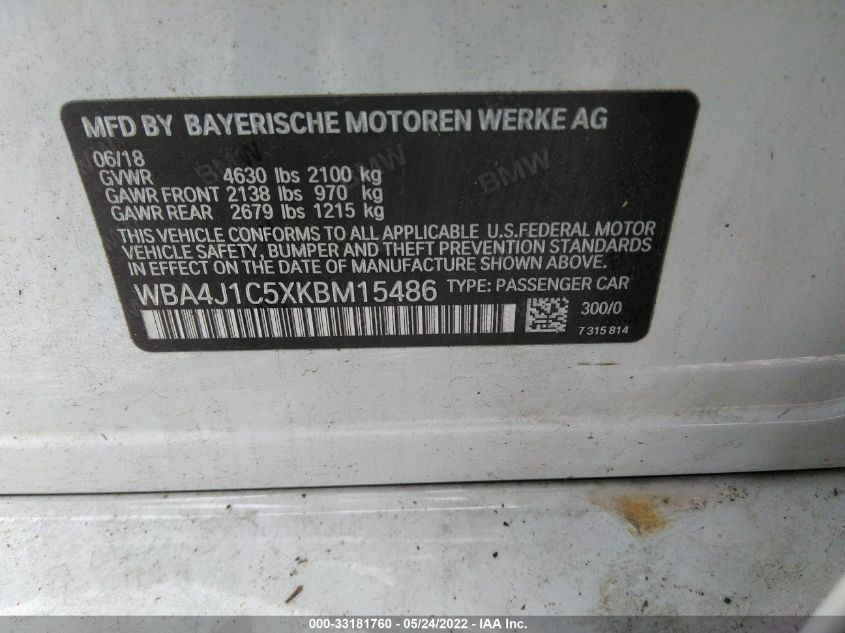 MFD BY BAYERISCHE MOTOREN WERKE AG
06/18
GVWR 4630 lbs 2100 kg
GAWR FRONT 2138 lbs 970 kg
GAWR REAR 2679 lbs 1215 kg
THIS VEHICLE CONFORMS TO ALL APPLICABLE U.S.FEDERAL MOTOR
VEHICLE SAFETY, BUMPER AND THEFT PREVENTION STANDARDS
IN EFFECT ON THE DATE OF MANUFACTURE SHOWN ABOVE.
WBA4J1C5XKBM15486 TYPE: PASSENGER CAR
300/0
7 315 814
BMW
BMW
000-33181760 - 05/24/2022 - IAA Inc.